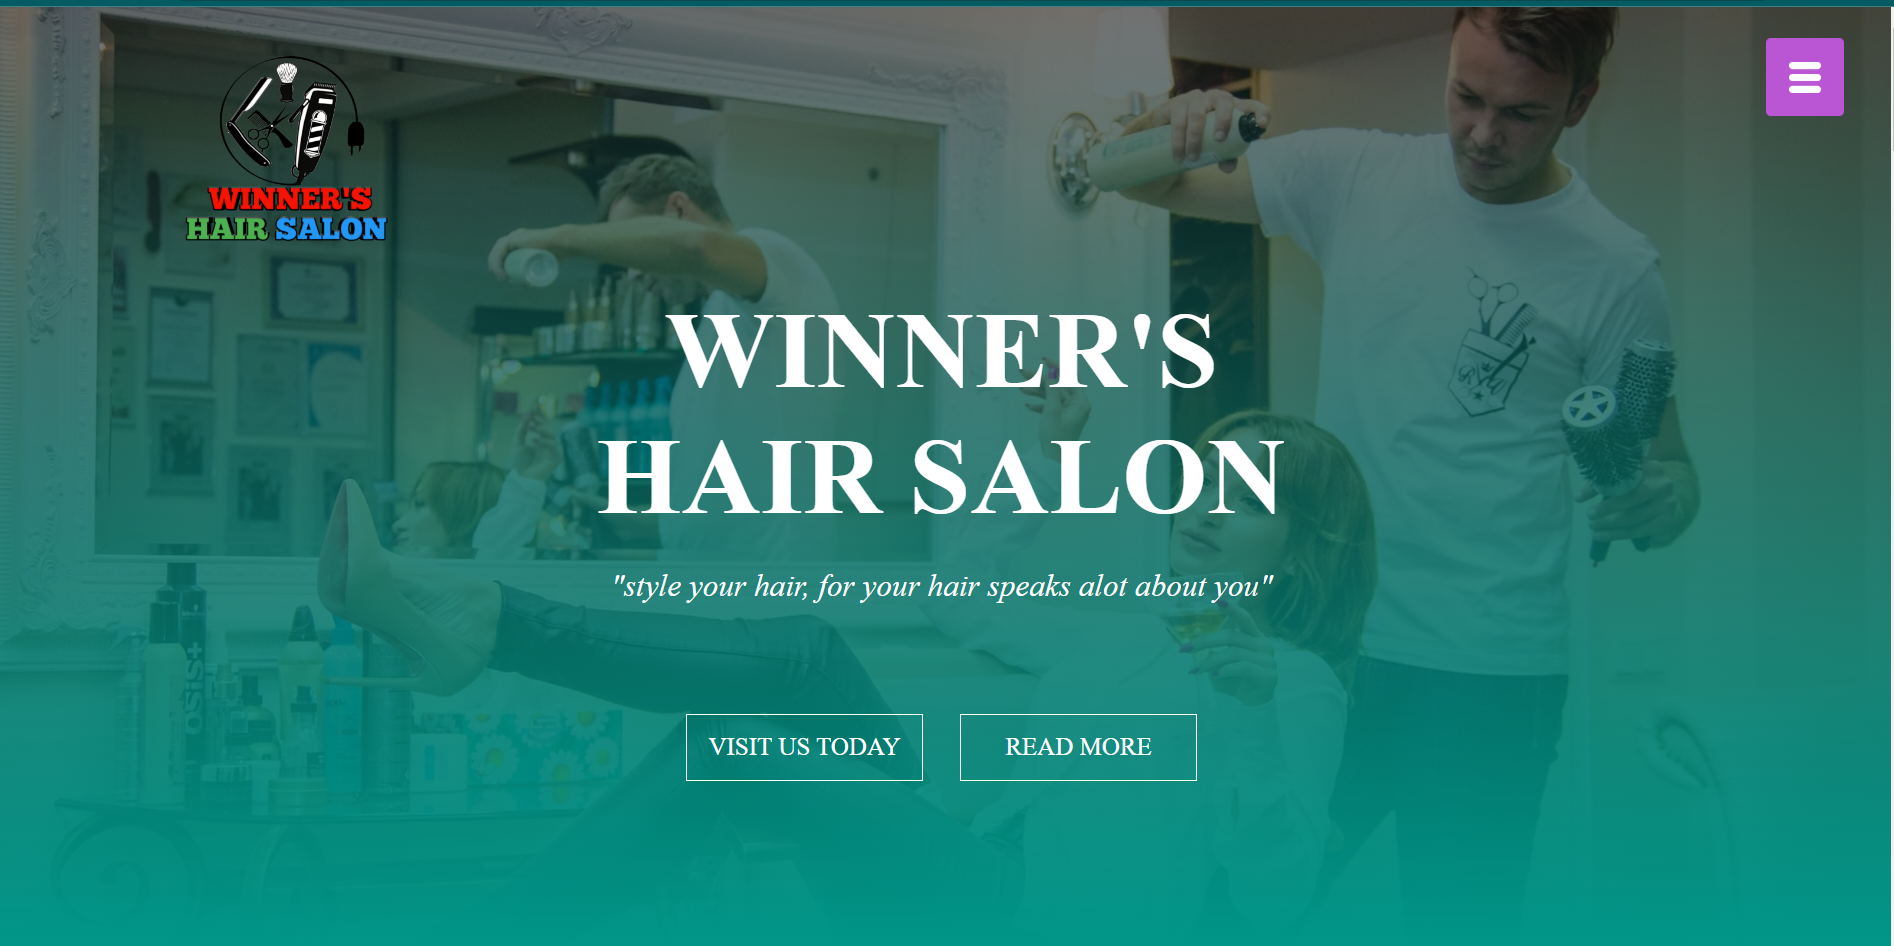 WINNER'S
HAIR SALON
WINNER'S
HAIR SALON
"style your hair, for your hair speaks alot about you"
OSiS+
VISIT US TODAY
READ MORE